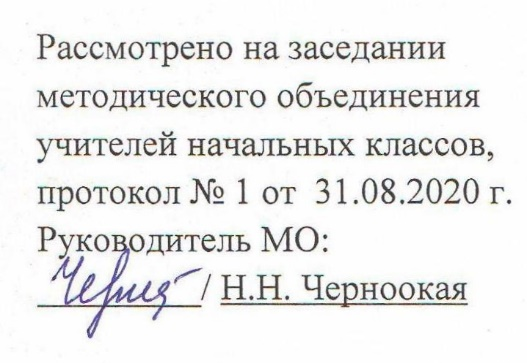 Рассмотрено на заседании
методического объединения
учителей начальных классов,
протокол № 1 от 31.08.2020 г.
Руководитель МО:
/ Н.Н. Черноокая